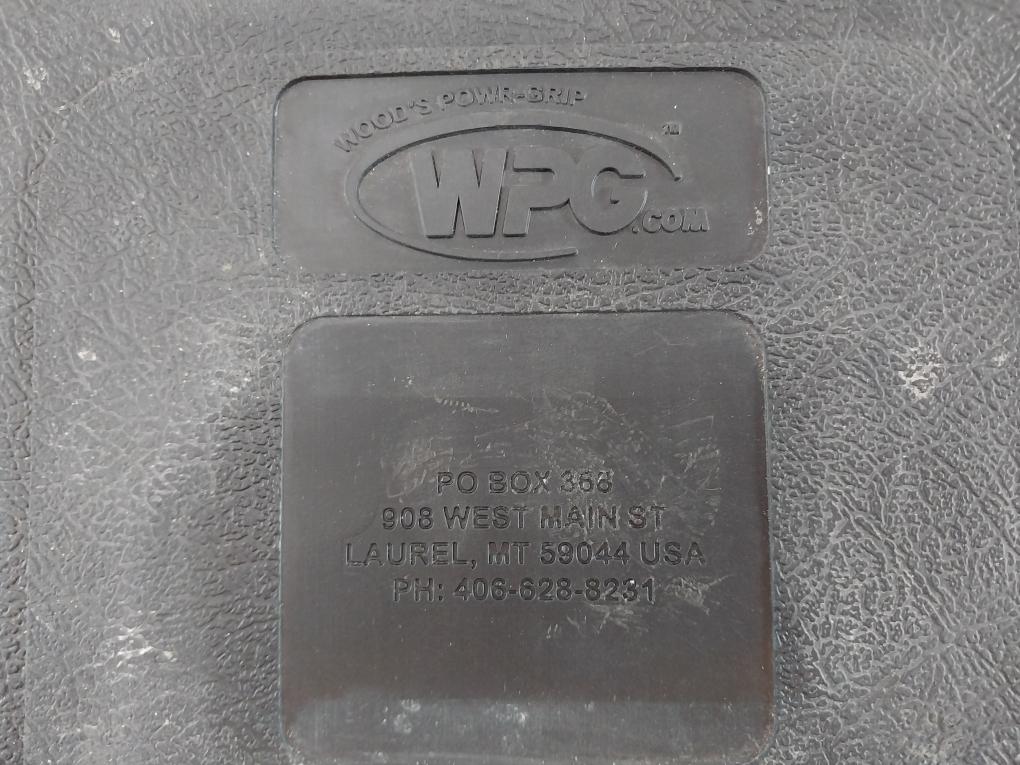 WOOD'S POWR-GRIP
WPG.COM™
PO BOX 368
908 WEST MAIN ST
LAUREL, MT 59044 USA
PH: 406-628-8231